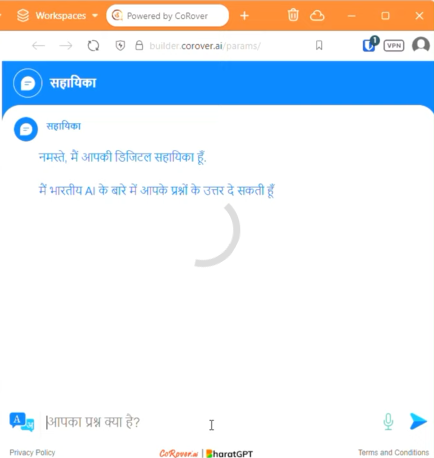 Workspaces
Powered by CoRover
builder.corover.ai/params/
1
VPN
सहायिका
सहायिका
नमस्ते, मैं आपकी डिजिटल सहायिका हूँ.
मैं भारतीय AI के बारे में आपके प्रश्नों के उत्तर दे सकती हूँ
A
आपका प्रश्न क्या है?
Privacy Policy
CoRover.ai | BharatGPT
Terms and Conditions